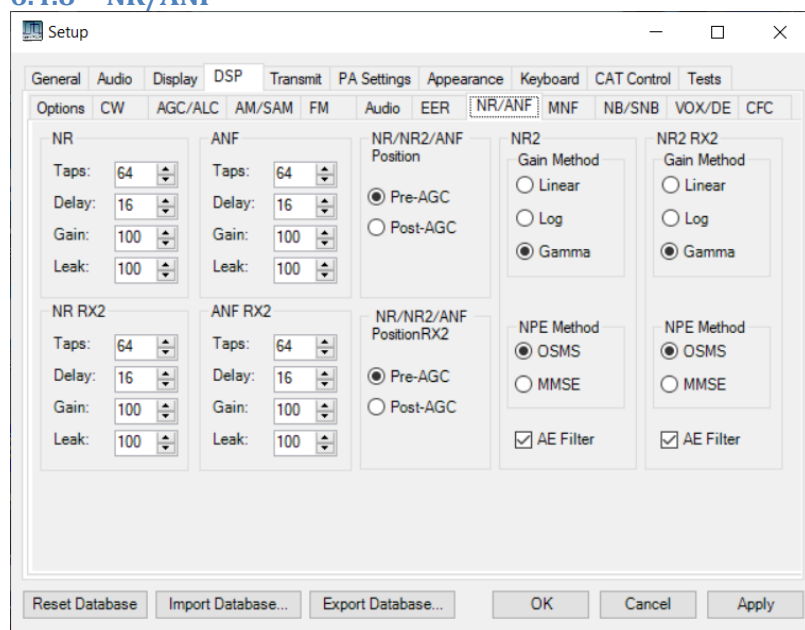 Setup
General Audio Display DSP Transmit PA Settings Appearance Keyboard CAT Control Tests
Options CW AGC/ALC AM/SAM FM Audio EER NR/ANF MNF NB/SNB VOX/DE CFC
NR
Taps: 64
Delay: 16
Gain: 100
Leak: 100
ANF
Taps: 64
Delay: 16
Gain: 100
Leak: 100
NR/NR2/ANF
Position
Pre-AGC
Post-AGC
NR2
Gain Method
Linear
Log
Gamma
NPE Method
OSMS
MMSE
AE Filter
NR2 RX2
Gain Method
Linear
Log
Gamma
NPE Method
OSMS
MMSE
AE Filter
NR RX2
Taps: 64
Delay: 16
Gain: 100
Leak: 100
ANF RX2
Taps: 64
Delay: 16
Gain: 100
Leak: 100
NR/NR2/ANF
PositionRX2
Pre-AGC
Post-AGC
Reset Database Import Database... Export Database... OK Cancel Apply